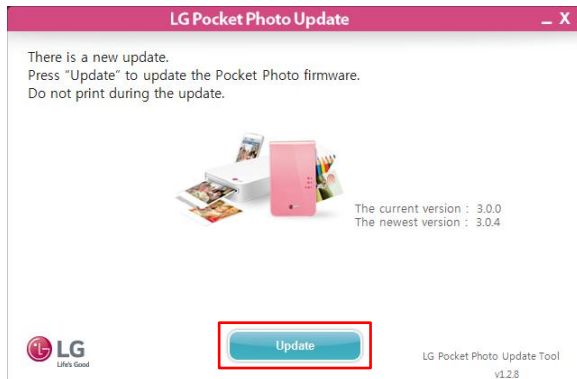 LG Pocket Photo Update
There is a new update.
Press "Update" to update the Pocket Photo firmware.
Do not print during the update.
The current version : 3.0.0
The newest version : 3.0.4
LG
Life's Good
Update
LG Pocket Photo Update Tool
v1.2.8